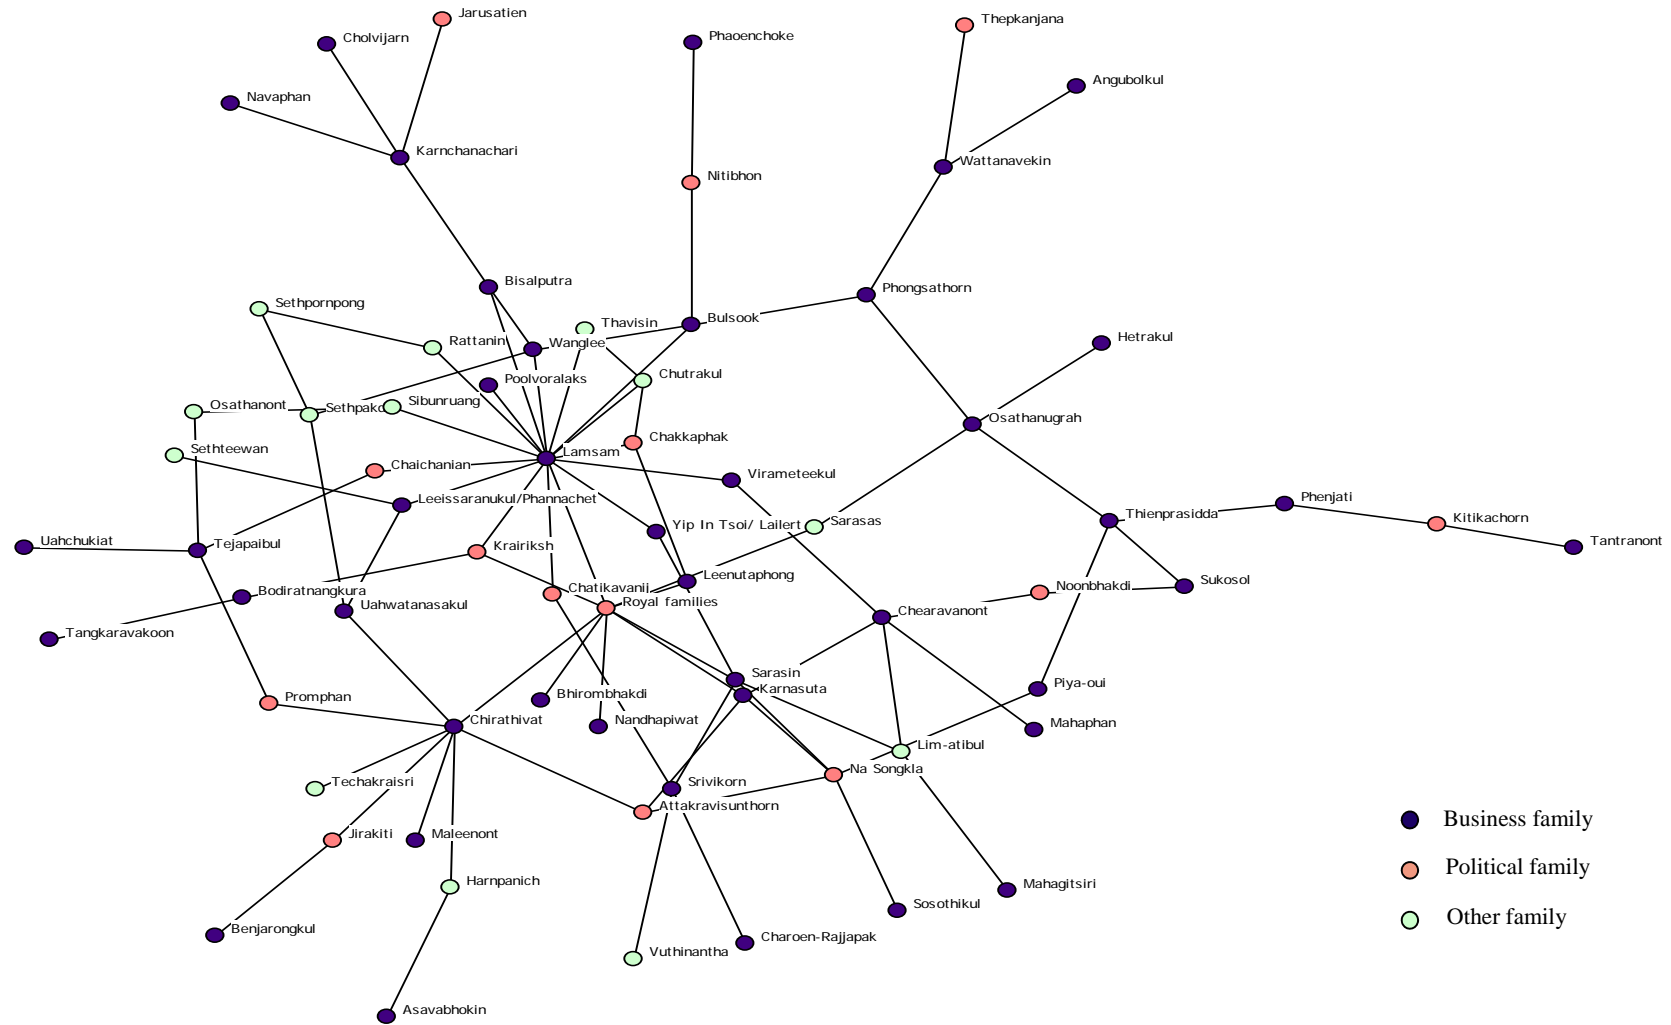 Jarusatien
Thepkanjana
Cholvijarn
Phaoenchoke
Angubolkul
Navaphan
Karnchanachari
Wattanavekin
Nitibhon
Bisalputra
Phongsathorn
Sethpornpong
Bulsook
Thavisin
Hetrakul
Rattanin
Wanglee
Chutrakul
Poolvoralaks
Sibunruang
Osathanont
Osathanugrah
Chakkaphak
Sethteewan
Lamsam
Chaichanian
Virameteekul
Leeissaranukul/Phannachet
Phenjati
Thienprasidda
Kitikachorn
Yip In Tsoi/ Lailert
Sarasas
Uahchukiat
Tejapaibul
Krairiksh
Tantranont
Leenutaphong
Sukosol
Noonbhakdi
Chatikavanij
Bodiratnangkura
Royal families
Uahwatanasakul
Chearavanont
Tangkaravakoon
Sarasin
Piya-oui
Karnasuta
Promphan
Bhirombhakdi
Chirathivat
Nandhapiwat
Mahaphan
Lim-atibul
Na Songkla
Techakraisri
Srivikorn
Attakravisunthorn
Business family
Jirakiti
Maleenont
Political family
Harnpanich
Mahagitsiri
Sosothikul
Other family
Benjarongkul
Charoen-Rajjapak
Vuthinantha
Asavabhokin